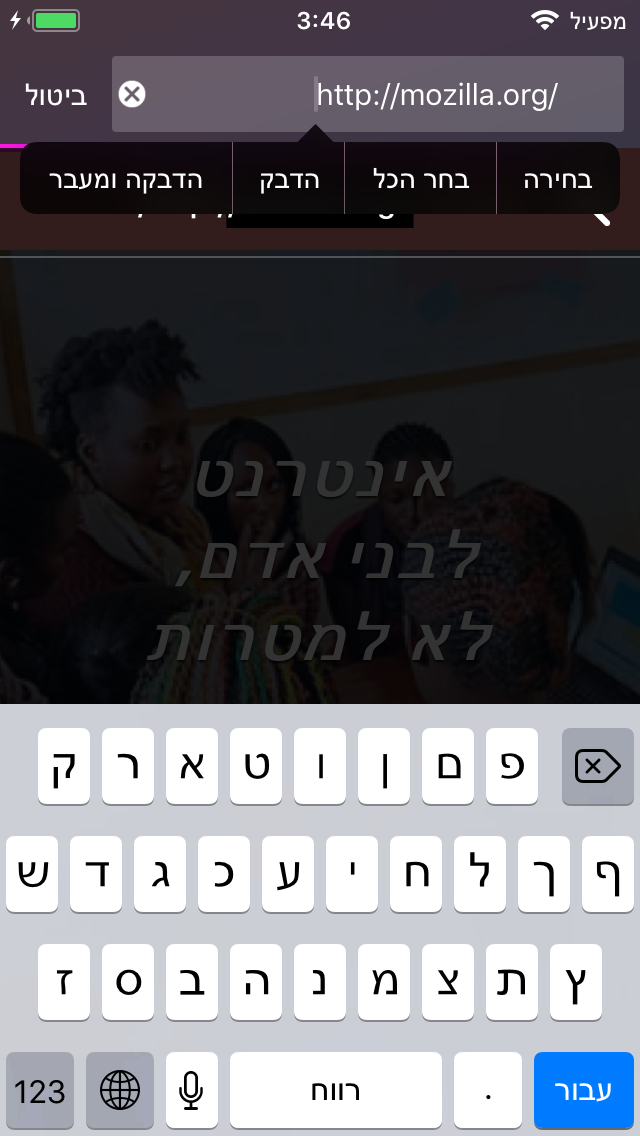 מפעיל 3:46
http://mozilla.org/ ביטול
בחירה בחר הכל הדבק הדבקה ומעבר
אינטרנט
לבני אדם,
לא למטרות
ק ר א ט ו ן ם פ
ש ד ג כ ע י ח ל ך ף
ז ס ב ה נ מ צ ת ץ
123 רווח . עבור